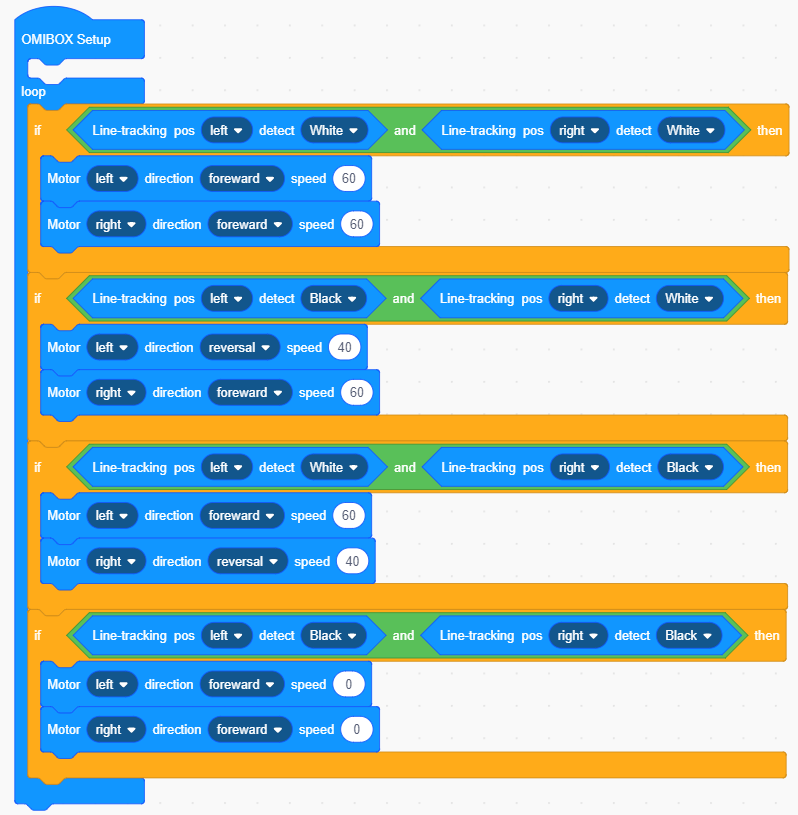 OMIBOX Setup
loop
if Line-tracking pos left detect White and Line-tracking pos right detect White then
Motor left direction foreward speed 60
Motor right direction foreward speed 60
if Line-tracking pos left detect Black and Line-tracking pos right detect White then
Motor left direction reversal speed 40
Motor right direction foreward speed 60
if Line-tracking pos left detect White and Line-tracking pos right detect Black then
Motor left direction foreward speed 60
Motor right direction reversal speed 40
if Line-tracking pos left detect Black and Line-tracking pos right detect Black then
Motor left direction foreward speed 0
Motor right direction foreward speed 0